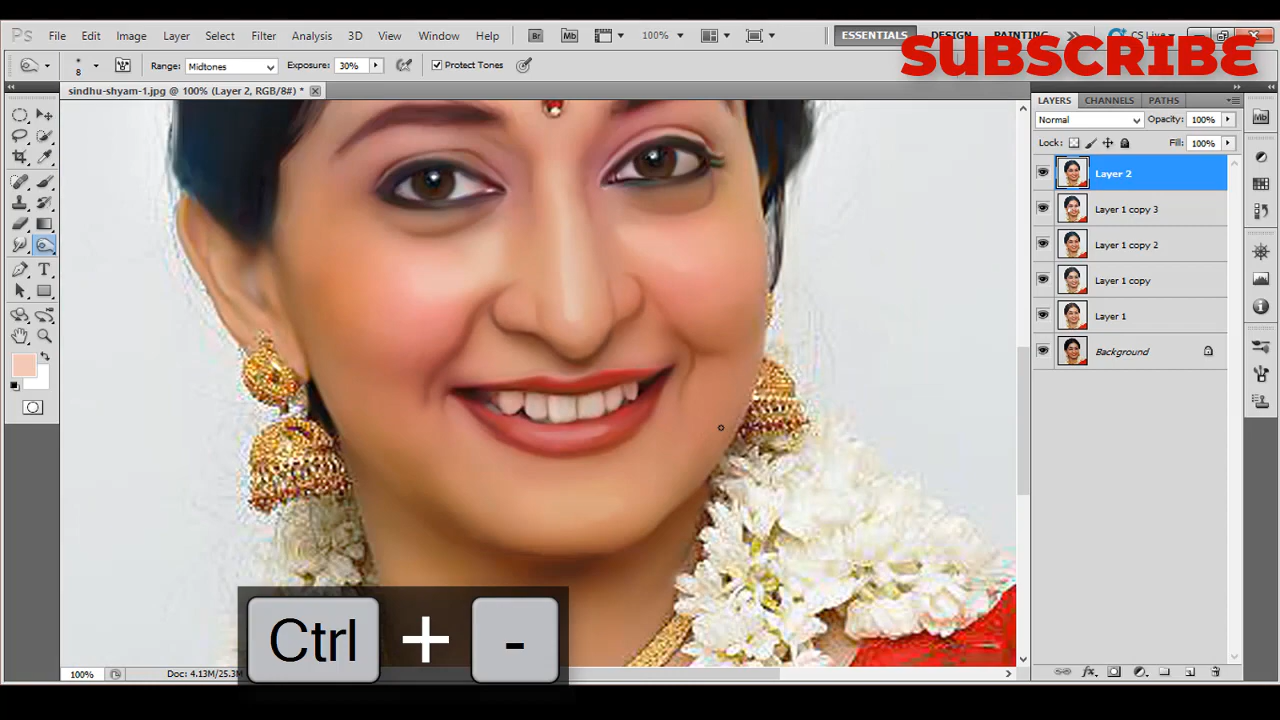 Ps File Edit Image Layer Select Filter Analysis 3D View Window Help Br Mb 100% ESSENTIALS DESIGN PAINTING CS Live
SUBSCRIBE
8 Range: Midtones Exposure: 30% Protect Tones
sindhu-shyam-1.jpg @ 100% (Layer 2, RGB/8#) *
LAYERS CHANNELS PATHS
Normal Opacity: 100%
Lock: Fill: 100%
Layer 2
Layer 1 copy 3
Layer 1 copy 2
Layer 1 copy
Layer 1
Background
Mb
T
fx
Ctrl + -
100% Doc: 4.13M/25.3M